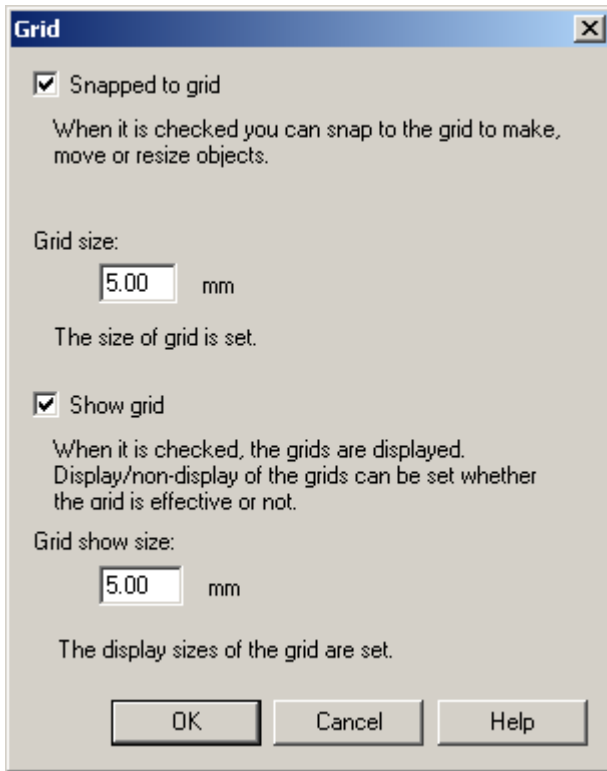 Grid
Snapped to grid
When it is checked you can snap to the grid to make,
move or resize objects.
Grid size:
5.00 mm
The size of grid is set.
Show grid
When it is checked, the grids are displayed.
Display/non-display of the grids can be set whether
the grid is effective or not.
Grid show size:
5.00 mm
The display sizes of the grid are set.
OK Cancel Help